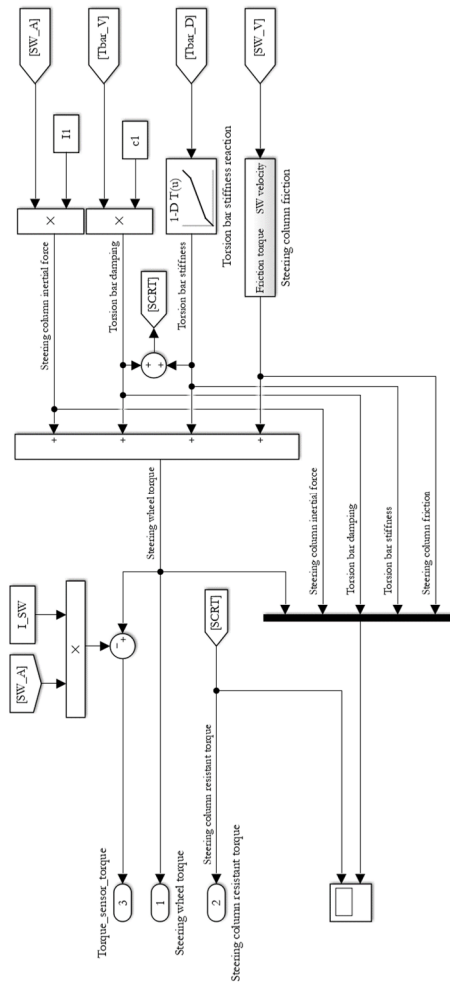 [SW_A]
I1
×
Steering column inertial force
[Tbar_V]
c1
×
Torsion bar damping
[Tbar_D]
1-D T(u)
Torsion bar stiffness reaction
Torsion bar stiffness
+
+
[SCRT]
[SW_V]
SW velocity
Friction torque
Steering column friction
+
+
+
+
Steering wheel torque
Steering column inertial force
Torsion bar damping
Torsion bar stiffness
Steering column friction
I_SW
[SW_A]
×
−
+
[SCRT]
Steering column resistant torque
Torque_sensor_torque
3
1
Steering wheel torque
2
Steering column resistant torque